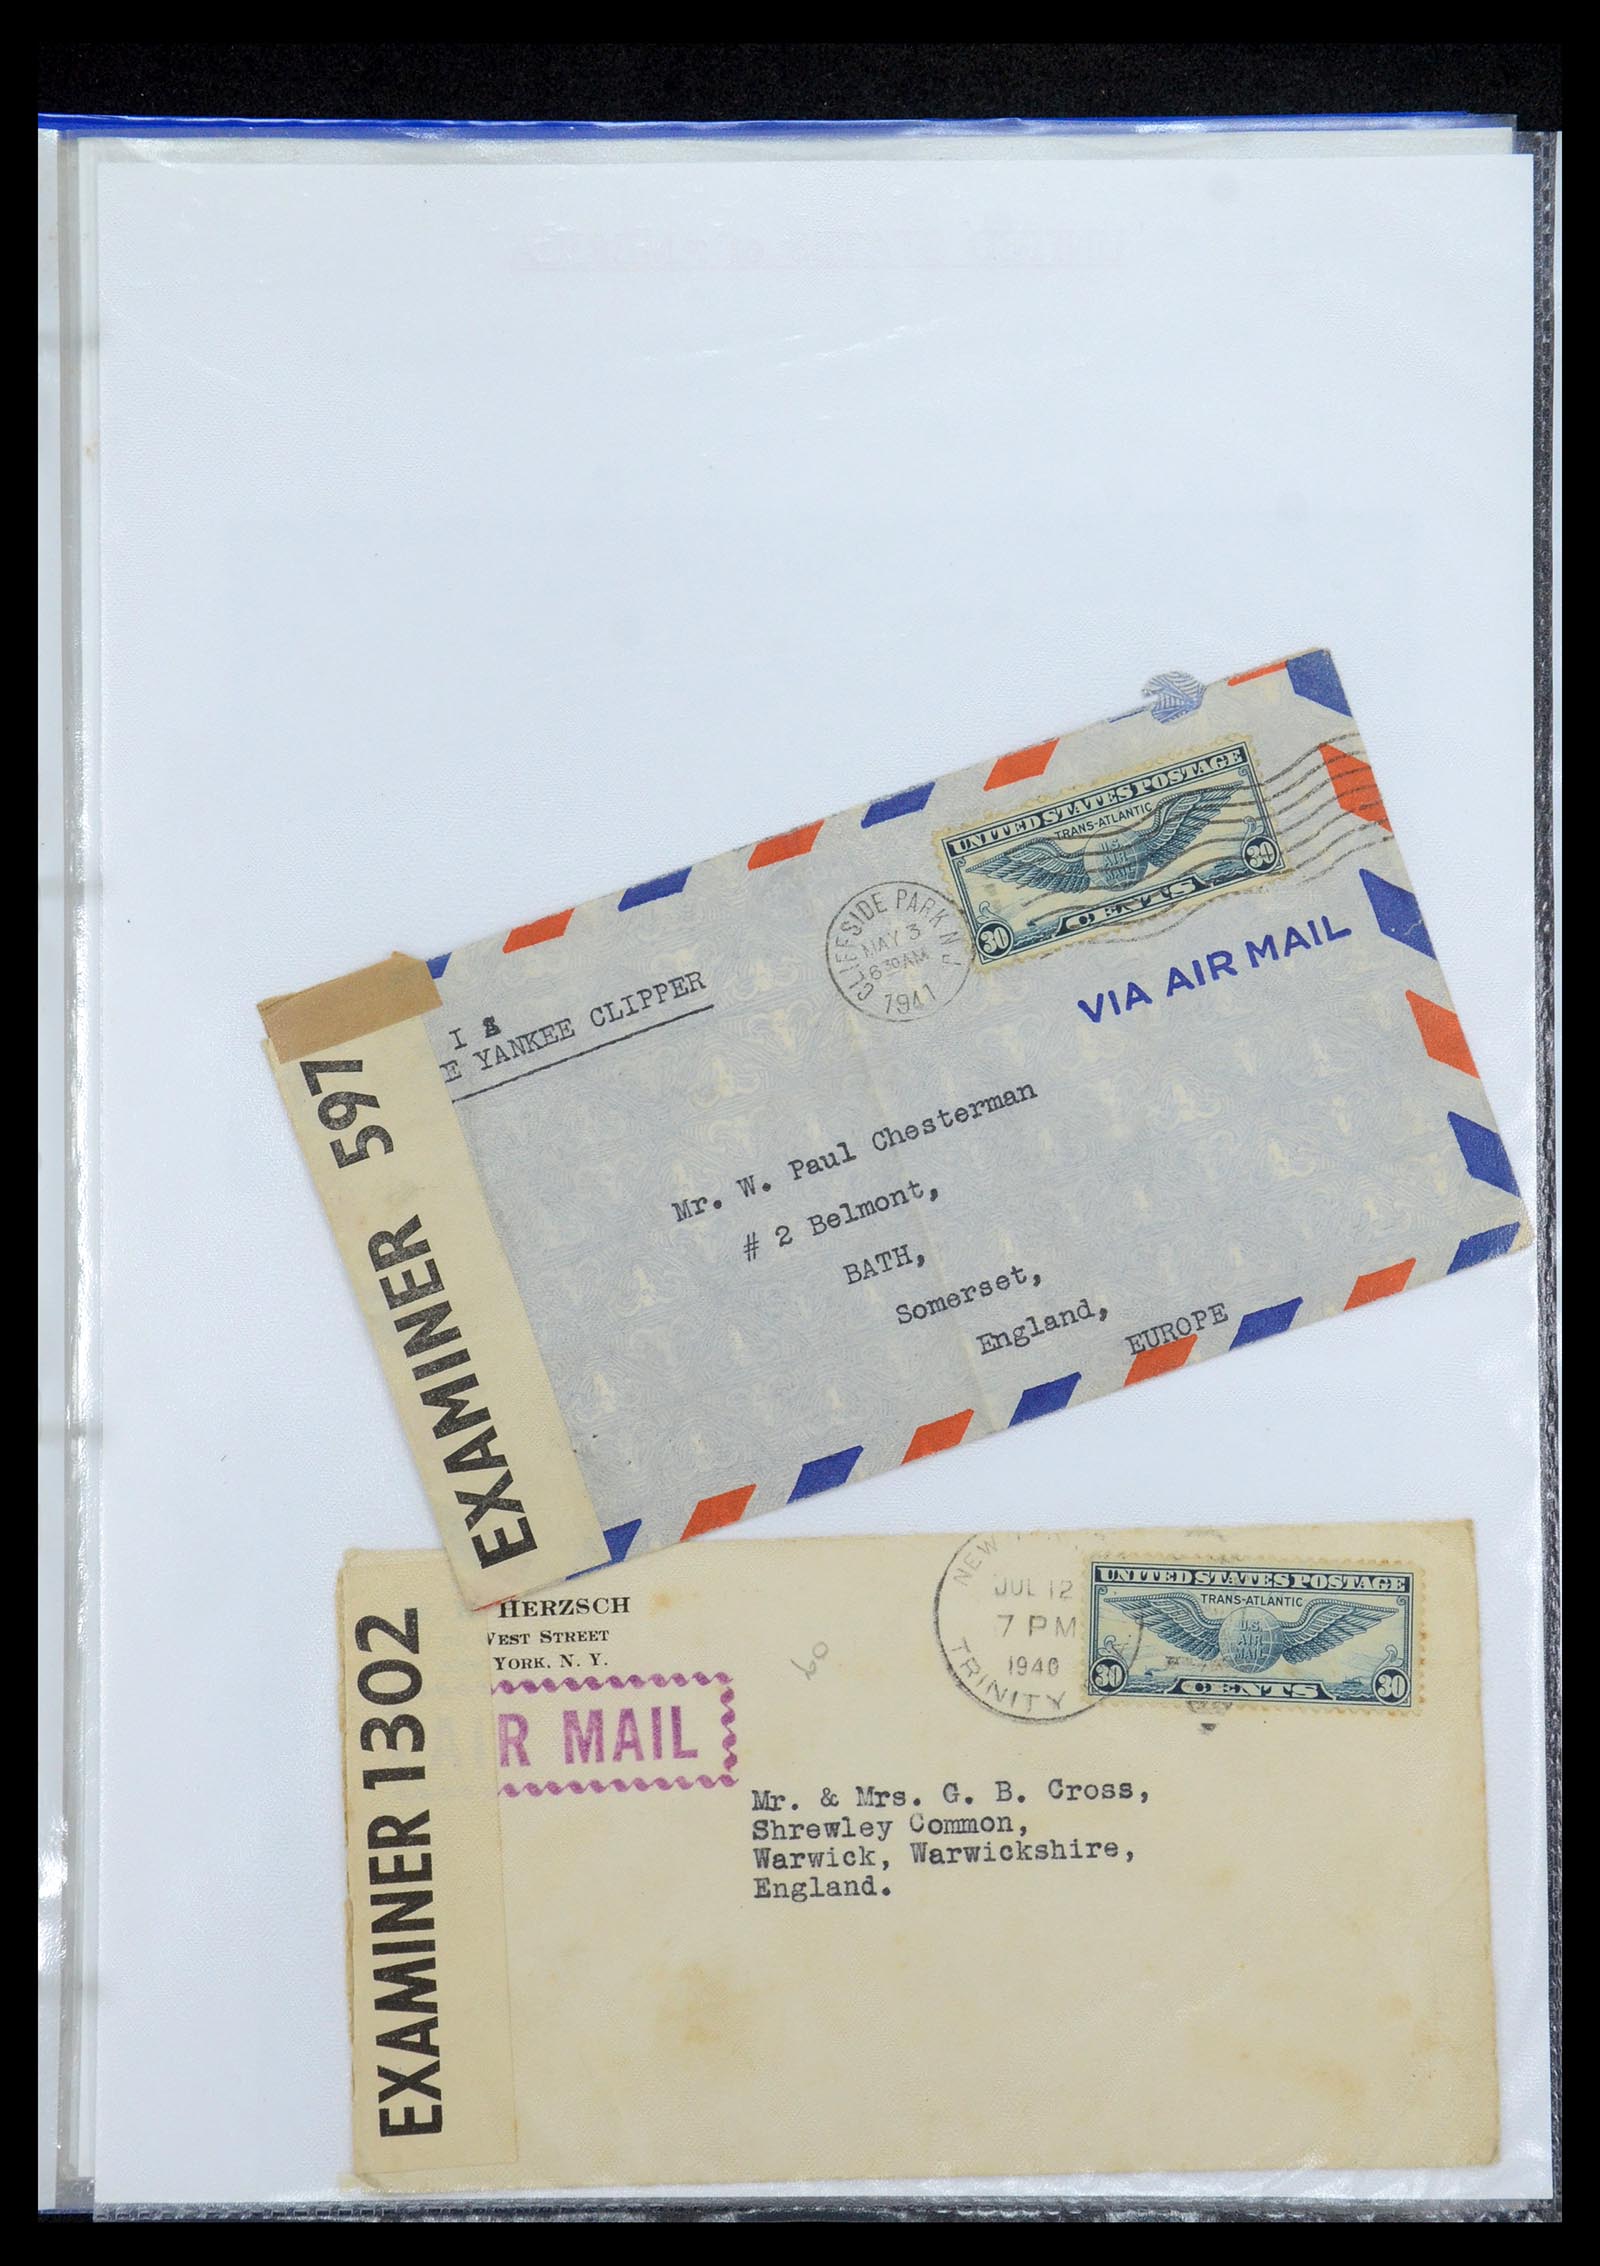 UNITED STATES POSTAGE
TRANS-ATLANTIC
U.S.
AIR
MAIL
30 CENTS 30
CLIFFSIDE PARK N.J.
MAY 3
6 30 AM
1941
VIA AIR MAIL
I S
E YANKEE CLIPPER
Mr. W. Paul Chesterman
# 2 Belmont,
BATH,
Somerset,
England,
EUROPE
EXAMINER 597
HERZSCH
WEST STREET
YORK, N. Y.
AIR MAIL
60
NEW
JUL 12
7 PM
1940
TRINITY
UNITED STATES POSTAGE
TRANS-ATLANTIC
U.S.
AIR
MAIL
30 CENTS 30
Mr. & Mrs. G. B. Cross,
Shrewley Common,
Warwick, Warwickshire,
England.
EXAMINER 1302